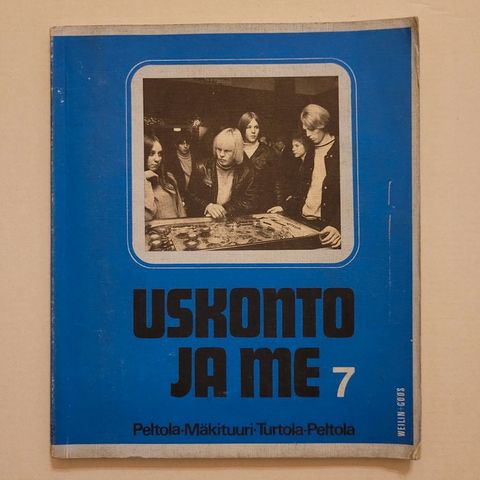 USKONTO
JA ME 7
Peltola·Mäkituuri·Turtola·Peltola
WEILIN+GÖÖS